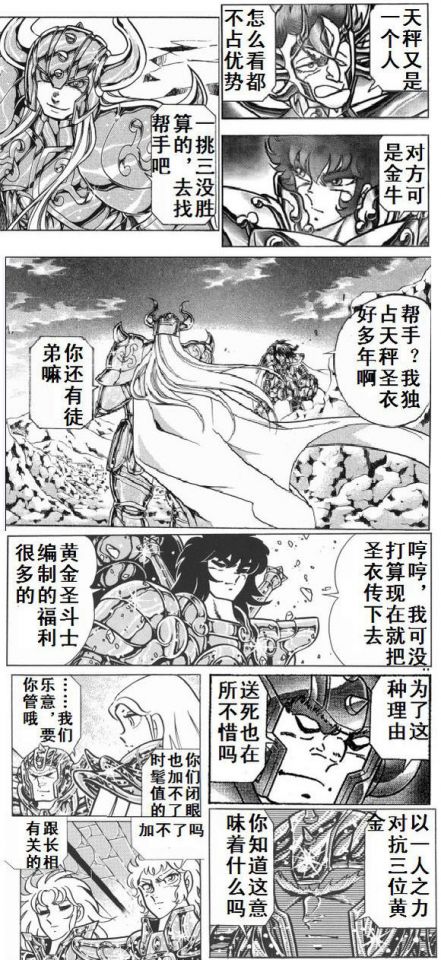 天秤又是
一个人
怎么看都
不占优势
一挑三没胜
算的，去找
帮手吧
对方可
是金牛
帮手？我独
占天秤圣衣
好多年啊
你还有徒
弟嘛
哼哼，我可没
打算现在就把
圣衣传下去
黄金圣斗士
编制的福利
很多的
为了这
种理由
送死也在
所不惜吗
……我们
乐意，要
你管哦
你们闭眼
也加不了
时髦值的
加不了吗
跟长相
有关的
以一人之力
对抗三位黄
金
你知道这意
味着什么吗